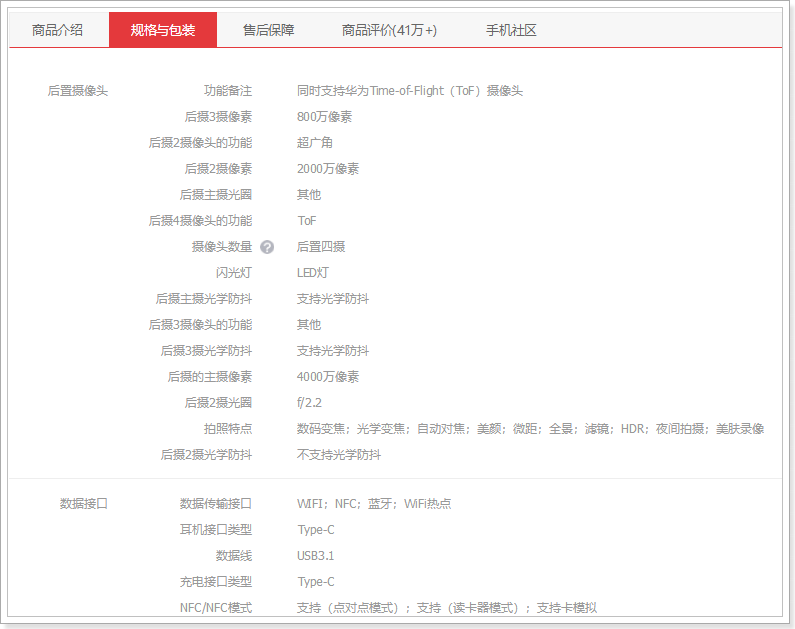 商品介绍 规格与包装 售后保障 商品评价(41万+) 手机社区
后置摄像头 功能备注 同时支持华为Time-of-Flight（ToF）摄像头
后摄3摄像素 800万像素
后摄2摄像头的功能 超广角
后摄2摄像素 2000万像素
后摄主摄光圈 其他
后摄4摄像头的功能 ToF
摄像头数量 ? 后置四摄
闪光灯 LED灯
后摄主摄光学防抖 支持光学防抖
后摄3摄像头的功能 其他
后摄3摄光学防抖 支持光学防抖
后摄的主摄像素 4000万像素
后摄2摄光圈 f/2.2
拍照特点 数码变焦；光学变焦；自动对焦；美颜；微距；全景；滤镜；HDR；夜间拍摄；美肤录像
后摄2摄光学防抖 不支持光学防抖
数据接口 数据传输接口 WIFI；NFC；蓝牙；WiFi热点
耳机接口类型 Type-C
数据线 USB3.1
充电接口类型 Type-C
NFC/NFC模式 支持（点对点模式）；支持（读卡器模式）；支持卡模拟